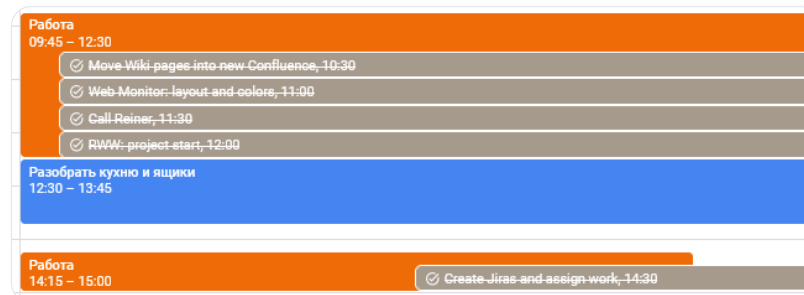 Работа
09:45 – 12:30
Move Wiki pages into new Confluence, 10:30
Web Monitor: layout and colors, 11:00
Call Reiner, 11:30
RWW: project start, 12:00
Разобрать кухню и ящики
12:30 – 13:45
Работа
14:15 – 15:00
Create Jiras and assign work, 14:30